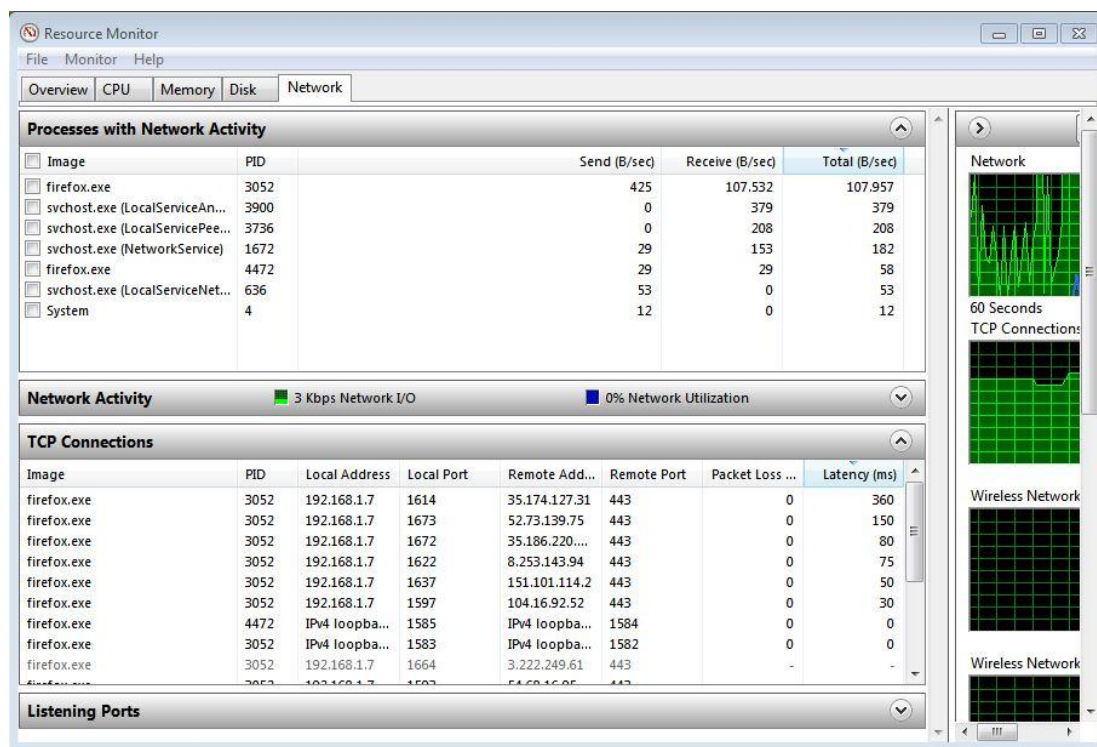 Resource Monitor
File Monitor Help
Overview CPU Memory Disk Network
Processes with Network Activity
Image PID Send (B/sec) Receive (B/sec) Total (B/sec)
firefox.exe 3052 425 107.532 107.957
svchost.exe (LocalServiceAn... 3900 0 379 379
svchost.exe (LocalServicePee... 3736 0 208 208
svchost.exe (NetworkService) 1672 29 153 182
firefox.exe 4472 29 29 58
svchost.exe (LocalServiceNet... 636 53 0 53
System 4 12 0 12
Network Activity 3 Kbps Network I/O 0% Network Utilization
TCP Connections
Image PID Local Address Local Port Remote Add... Remote Port Packet Loss ... Latency (ms)
firefox.exe 3052 192.168.1.7 1614 35.174.127.31 443 0 360
firefox.exe 3052 192.168.1.7 1673 52.73.139.75 443 0 150
firefox.exe 3052 192.168.1.7 1672 35.186.220.... 443 0 80
firefox.exe 3052 192.168.1.7 1622 8.253.143.94 443 0 75
firefox.exe 3052 192.168.1.7 1637 151.101.114.2 443 0 50
firefox.exe 3052 192.168.1.7 1597 104.16.92.52 443 0 30
firefox.exe 4472 IPv4 loopba... 1585 IPv4 loopba... 1584 0 0
firefox.exe 3052 IPv4 loopba... 1583 IPv4 loopba... 1582 0 0
firefox.exe 3052 192.168.1.7 1664 3.222.249.61 443 - -
Listening Ports
Network
60 Seconds
TCP Connections
Wireless Network
Wireless Network